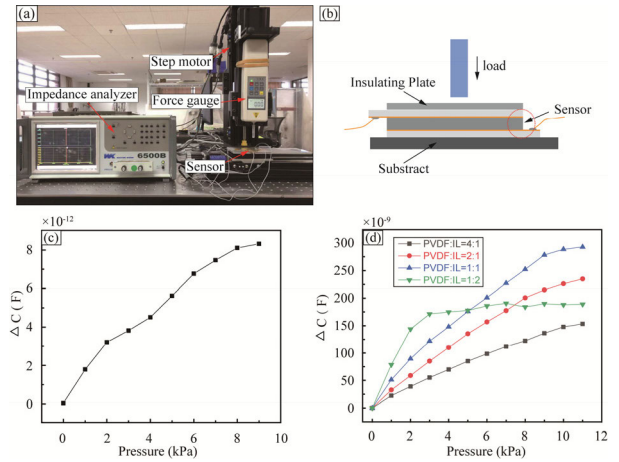 (a)
Step motor
Impedance analyzer
Force gauge
Sensor
WK
6500B
(b)
load
Insulating Plate
Sensor
Substract
(c)
×10⁻¹²
8
6
4
2
0
ΔC (F)
0 2 4 6 8 10
Pressure (kPa)
(d)
×10⁻⁹
300
250
200
150
100
50
0
ΔC (F)
PVDF:IL=4:1
PVDF:IL=2:1
PVDF:IL=1:1
PVDF:IL=1:2
0 2 4 6 8 10 12
Pressure (kPa)